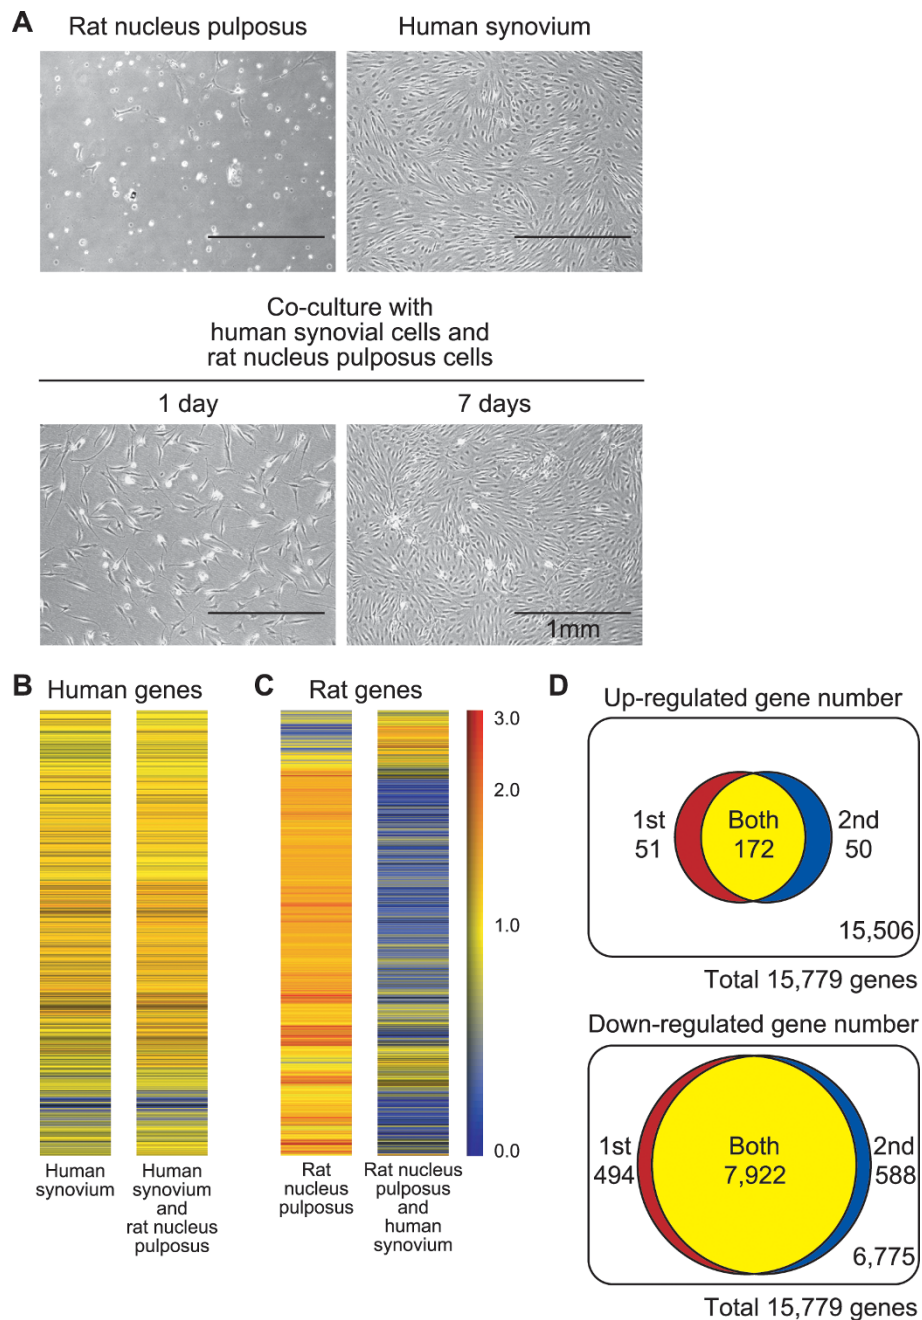 A
Rat nucleus pulposus
Human synovium
Co-culture with
human synovial cells and
rat nucleus pulposus cells
1 day
7 days
1mm
B
Human genes
Human
synovium
Human
synovium
and
rat nucleus
pulposus
C
Rat genes
3.0
2.0
1.0
0.0
Rat
nucleus
pulposus
Rat nucleus
pulposus
and
human
synovium
D
Up-regulated gene number
1st
51
Both
172
2nd
50
15,506
Total 15,779 genes
Down-regulated gene number
1st
494
Both
7,922
2nd
588
6,775
Total 15,779 genes